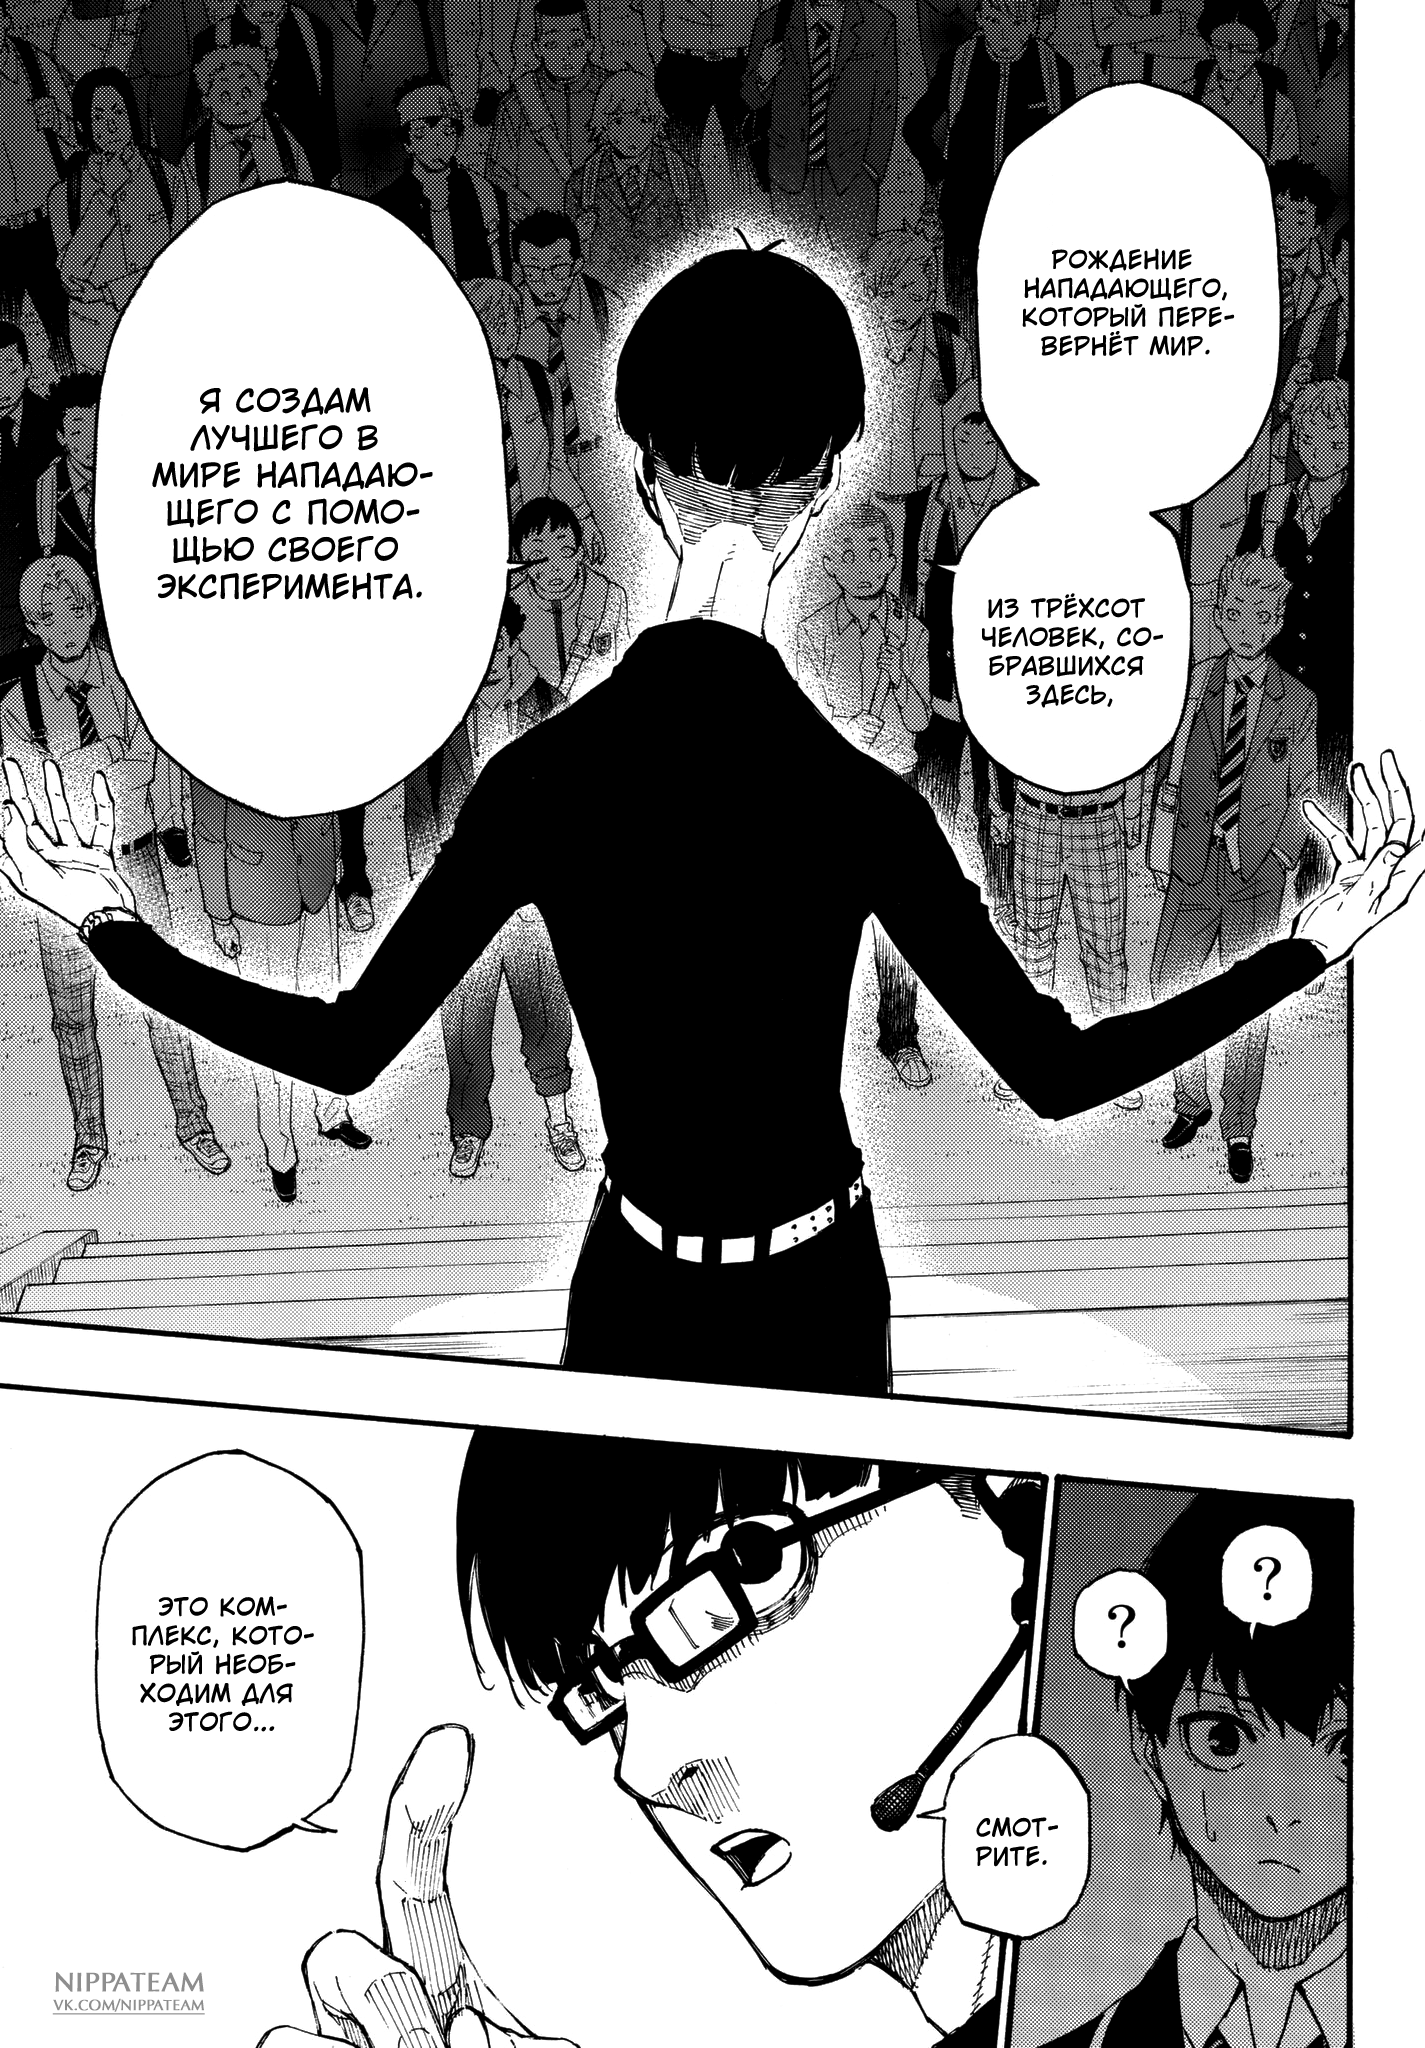 РОЖДЕНИЕ
НАПАДАЮЩЕГО,
КОТОРЫЙ ПЕРЕ-
ВЕРНЁТ МИР.
ИЗ ТРЁХСОТ
ЧЕЛОВЕК, СО-
БРАВШИХСЯ
ЗДЕСЬ,
Я СОЗДАМ
ЛУЧШЕГО В
МИРЕ НАПАДАЮ-
ЩЕГО С ПОМО-
ЩЬЮ СВОЕГО
ЭКСПЕРИМЕНТА.
?
?
СМОТ-
РИТЕ.
ЭТО КОМ-
ПЛЕКС, КОТО-
РЫЙ НЕОБ-
ХОДИМ ДЛЯ
ЭТОГО...
NIPPATEAM
VK.COM/NIPPATEAM